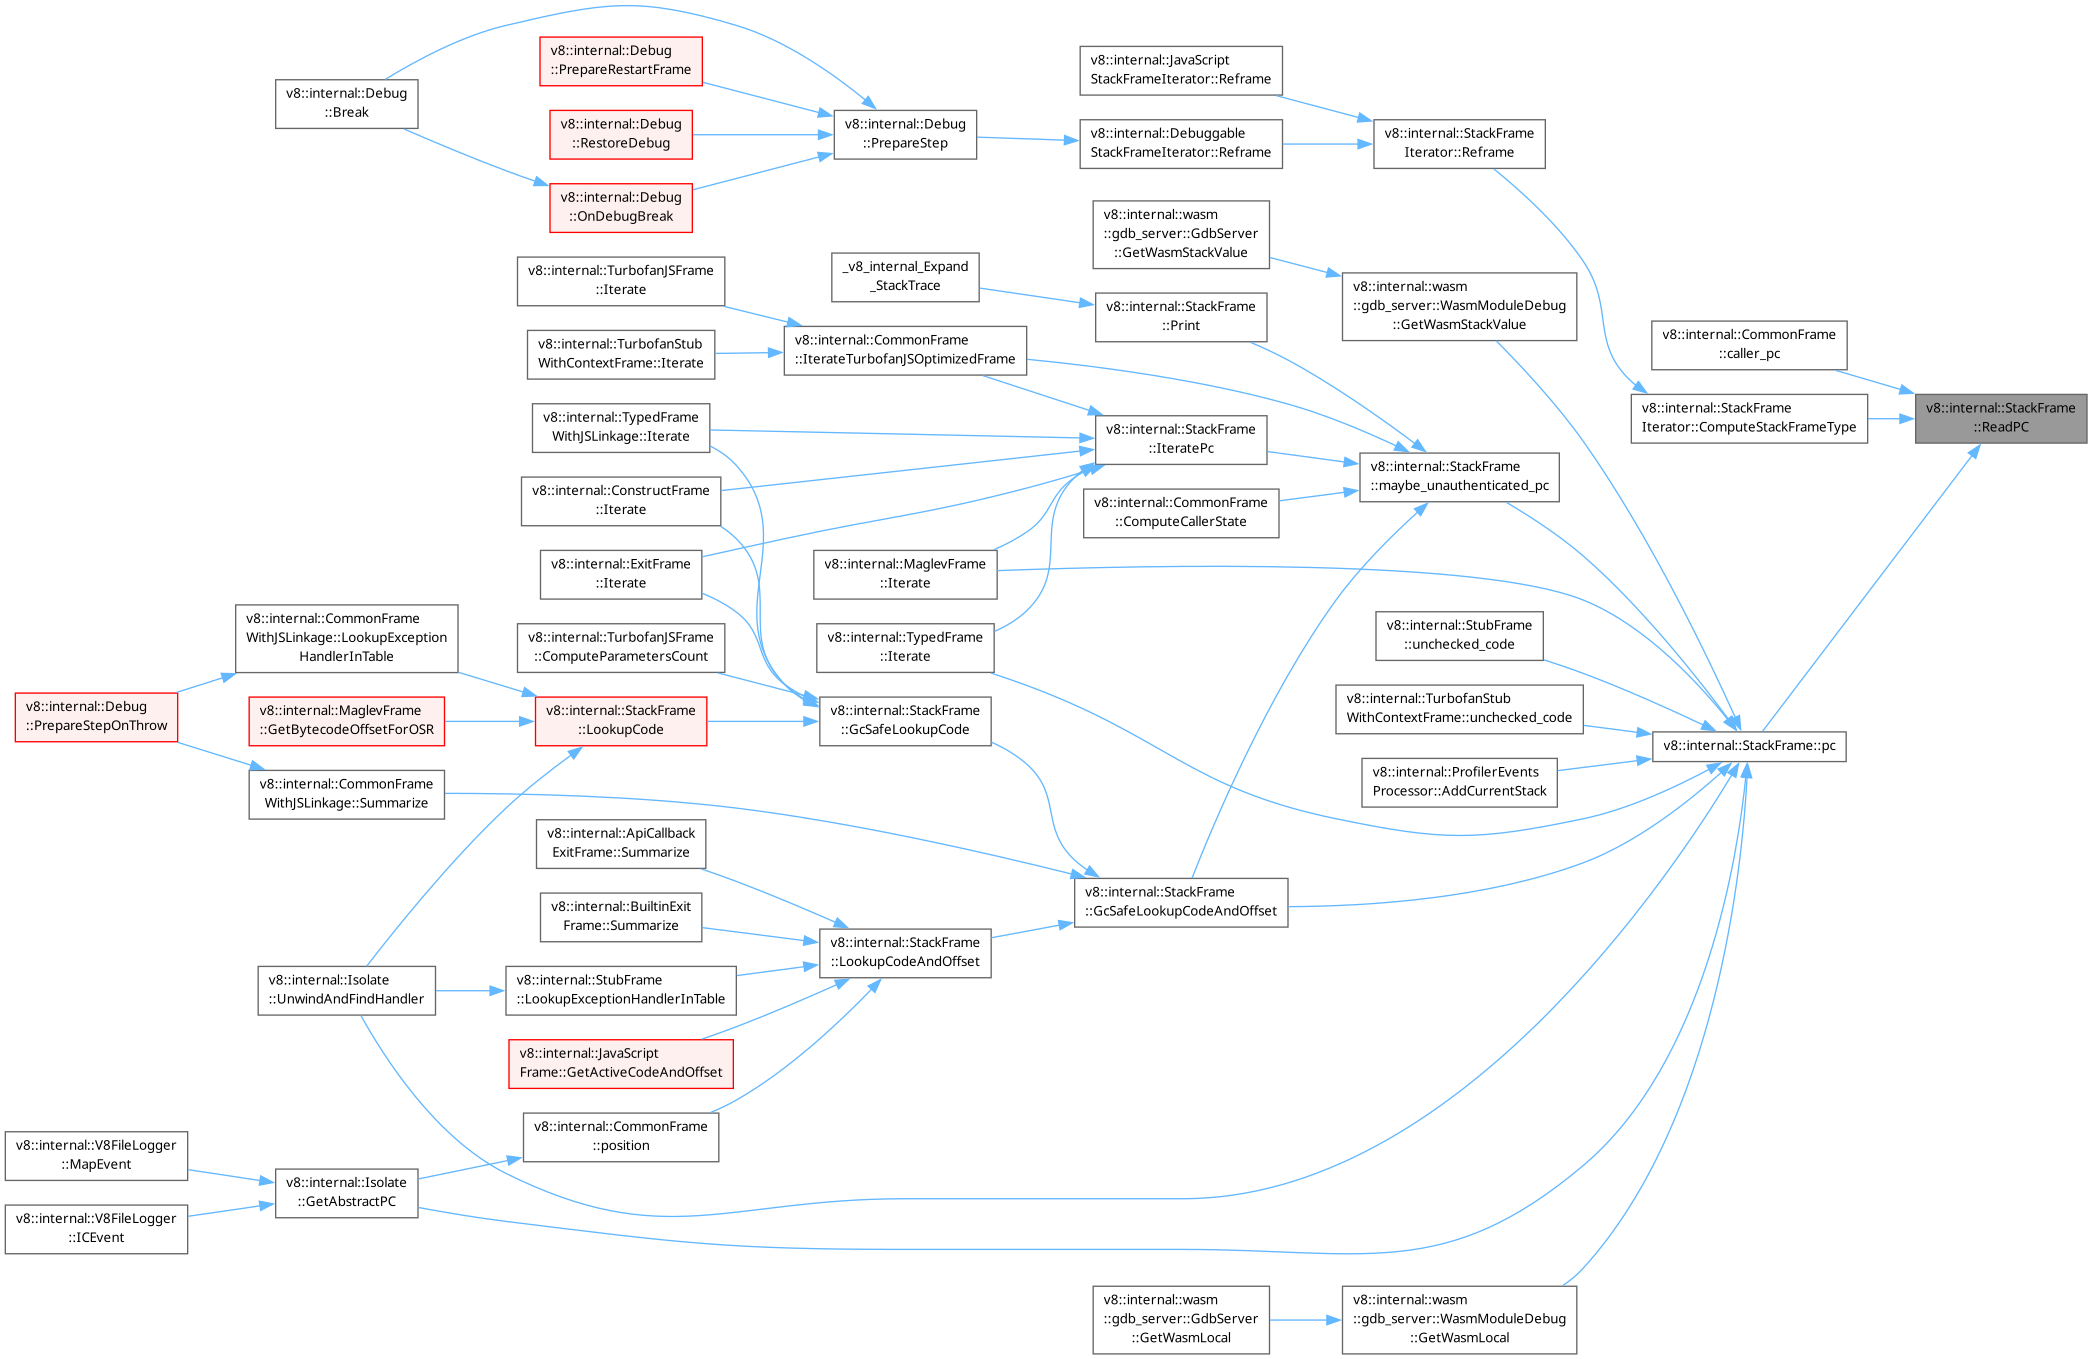 v8::internal::Debug
::PrepareRestartFrame
v8::internal::Debug
::Break
v8::internal::Debug
::RestoreDebug
v8::internal::Debug
::OnDebugBreak
v8::internal::Debug
::PrepareStep
v8::internal::JavaScript
StackFrameIterator::Reframe
v8::internal::Debuggable
StackFrameIterator::Reframe
v8::internal::StackFrame
Iterator::Reframe
v8::internal::wasm
::gdb_server::GdbServer
::GetWasmStackValue
v8::internal::wasm
::gdb_server::WasmModuleDebug
::GetWasmStackValue
v8::internal::TurbofanJSFrame
::Iterate
_v8_internal_Expand
_StackTrace
v8::internal::StackFrame
::Print
v8::internal::TurbofanStub
WithContextFrame::Iterate
v8::internal::CommonFrame
::IterateTurbofanJSOptimizedFrame
v8::internal::CommonFrame
::caller_pc
v8::internal::StackFrame
Iterator::ComputeStackFrameType
v8::internal::StackFrame
::ReadPC
v8::internal::TypedFrame
WithJSLinkage::Iterate
v8::internal::StackFrame
::IteratePc
v8::internal::StackFrame
::maybe_unauthenticated_pc
v8::internal::ConstructFrame
::Iterate
v8::internal::CommonFrame
::ComputeCallerState
v8::internal::ExitFrame
::Iterate
v8::internal::MaglevFrame
::Iterate
v8::internal::CommonFrame
WithJSLinkage::LookupException
HandlerInTable
v8::internal::TurbofanJSFrame
::ComputeParametersCount
v8::internal::TypedFrame
::Iterate
v8::internal::StubFrame
::unchecked_code
v8::internal::Debug
::PrepareStepOnThrow
v8::internal::MaglevFrame
::GetBytecodeOffsetForOSR
v8::internal::StackFrame
::LookupCode
v8::internal::StackFrame
::GcSafeLookupCode
v8::internal::TurbofanStub
WithContextFrame::unchecked_code
v8::internal::StackFrame::pc
v8::internal::CommonFrame
WithJSLinkage::Summarize
v8::internal::ProfilerEvents
Processor::AddCurrentStack
v8::internal::ApiCallback
ExitFrame::Summarize
v8::internal::BuiltinExit
Frame::Summarize
v8::internal::StackFrame
::GcSafeLookupCodeAndOffset
v8::internal::StackFrame
::LookupCodeAndOffset
v8::internal::Isolate
::UnwindAndFindHandler
v8::internal::StubFrame
::LookupExceptionHandlerInTable
v8::internal::JavaScript
Frame::GetActiveCodeAndOffset
v8::internal::CommonFrame
::position
v8::internal::V8FileLogger
::MapEvent
v8::internal::Isolate
::GetAbstractPC
v8::internal::V8FileLogger
::ICEvent
v8::internal::wasm
::gdb_server::GdbServer
::GetWasmLocal
v8::internal::wasm
::gdb_server::WasmModuleDebug
::GetWasmLocal